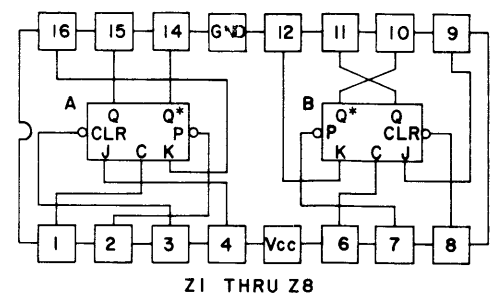 16 15 14 GND 12 11 10 9
A Q Q* B Q* Q
CLR P P CLR
J C K K C J
1 2 3 4 Vcc 6 7 8
Z1 THRU Z8